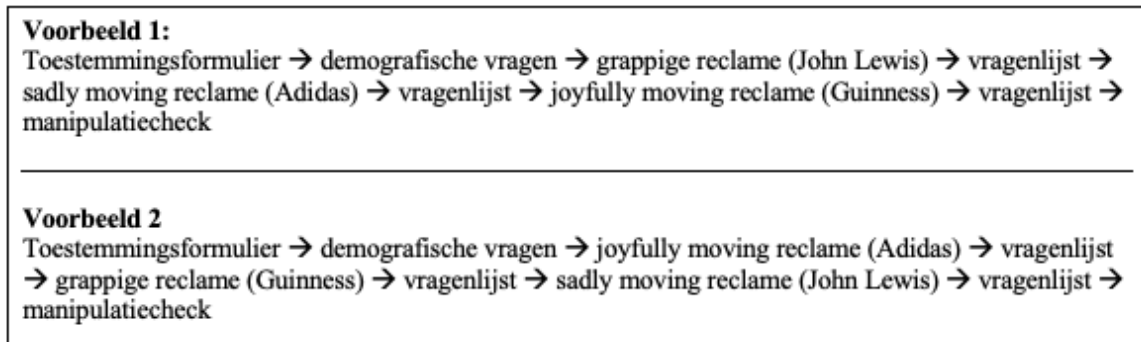 Voorbeeld 1:
Toestemmingsformulier → demografische vragen → grappige reclame (John Lewis) → vragenlijst →
sadly moving reclame (Adidas) → vragenlijst → joyfully moving reclame (Guinness) → vragenlijst →
manipulatiecheck
Voorbeeld 2
Toestemmingsformulier → demografische vragen → joyfully moving reclame (Adidas) → vragenlijst
→ grappige reclame (Guinness) → vragenlijst → sadly moving reclame (John Lewis) → vragenlijst →
manipulatiecheck